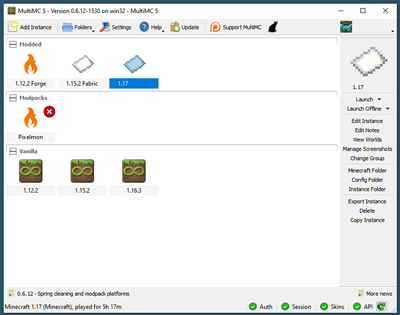 MultiMC 5 - Version 0.6.12-1530 on win32 - MultiMC 5
Add Instance Folders Settings Help Update Support MultiMC
Modded
1.12.2 Forge 1.15.2 Fabric 1.17
Modpacks
Pixelmon
Vanilla
1.12.2 1.15.2 1.16.3
1.17
Launch
Launch Offline
Edit Instance
Edit Notes
View Worlds
Manage Screenshots
Change Group
Minecraft Folder
Config Folder
Instance Folder
Export Instance
Delete
Copy Instance
0.6.12 - Spring cleaning and modpack platforms More news
Minecraft 1.17 (Minecraft), played for 5h 17m Auth Session Skins API